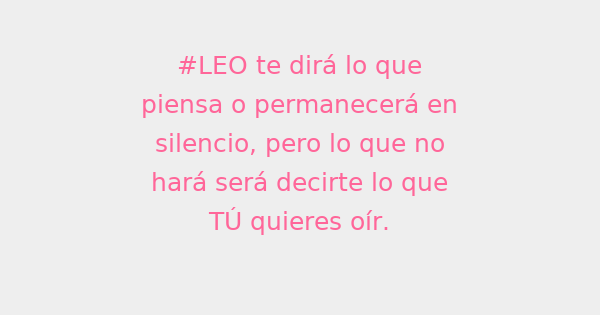 #LEO te dirá lo que
piensa o permanecerá en
silencio, pero lo que no
hará será decirte lo que
TÚ quieres oír.